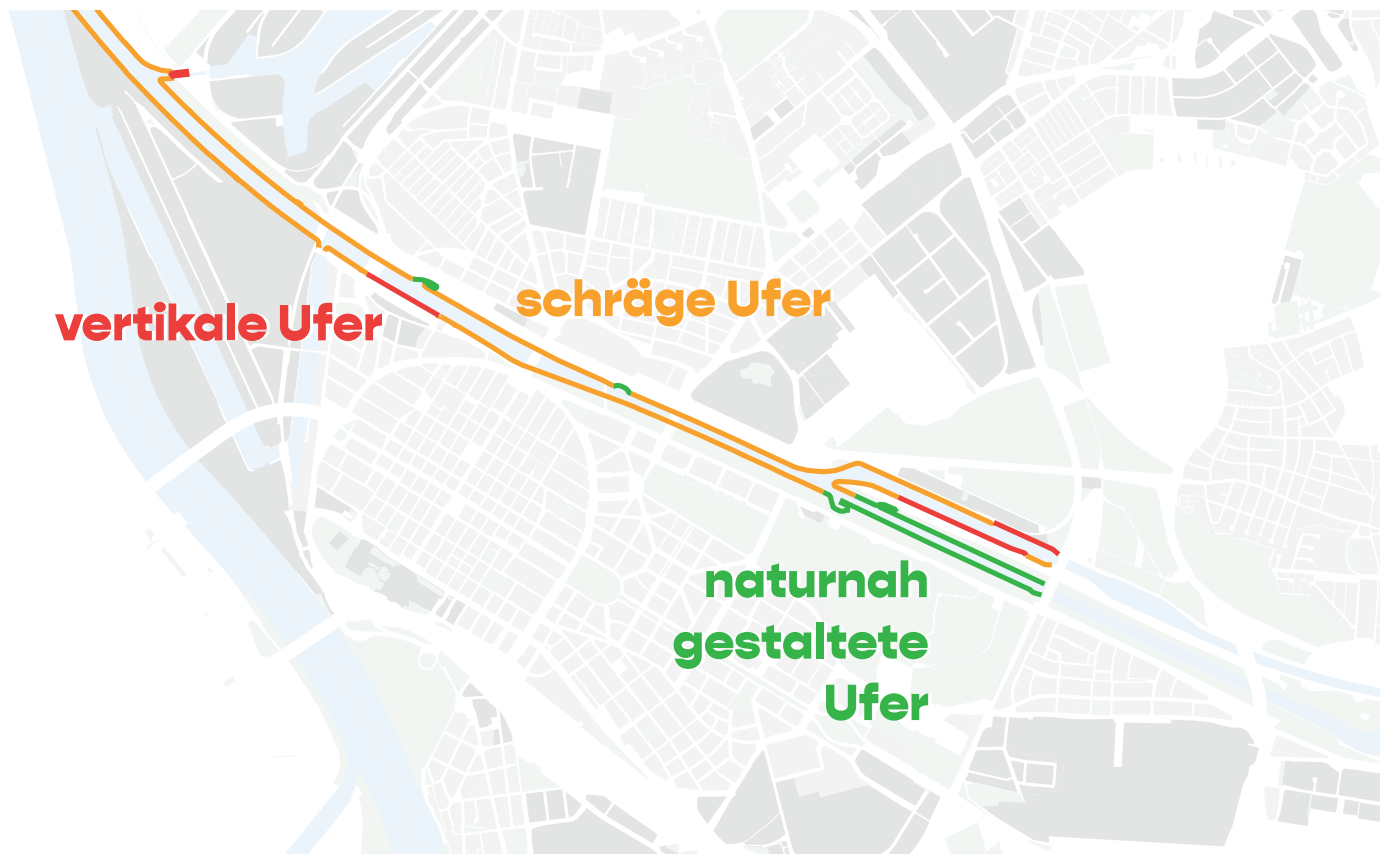 schräge Ufer
vertikale Ufer
naturnah
gestaltete
Ufer